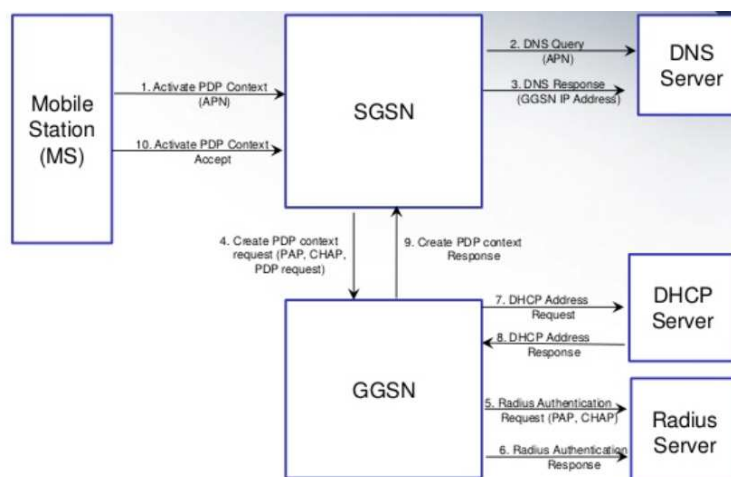 Mobile
Station
(MS)
1. Activate PDP Context
(APN)
10. Activate PDP Context
Accept
SGSN
2. DNS Query
(APN)
3. DNS Response
(GGSN IP Address)
DNS
Server
4. Create PDP context
request (PAP, CHAP,
PDP request)
9. Create PDP context
Response
GGSN
7. DHCP Address
Request
8. DHCP Address
Response
DHCP
Server
5. Radius Authentication
Request (PAP, CHAP)
6. Radius Authentication
Response
Radius
Server